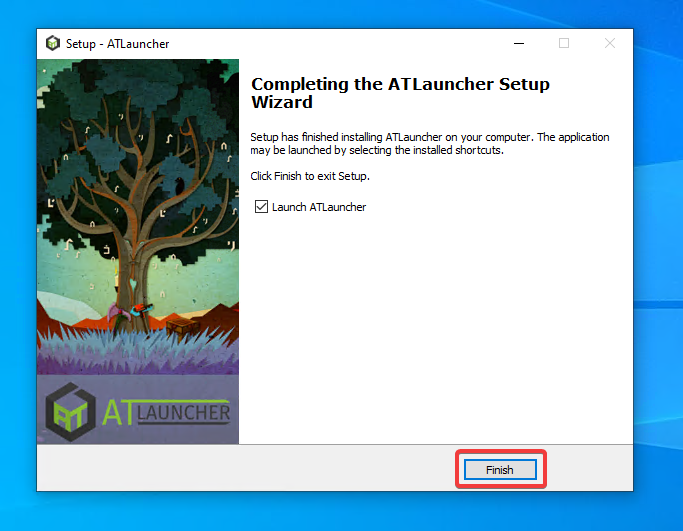 Setup - ATLauncher
Completing the ATLauncher Setup
Wizard
Setup has finished installing ATLauncher on your computer. The application
may be launched by selecting the installed shortcuts.
Click Finish to exit Setup.
Launch ATLauncher
AT LAUNCHER
Finish